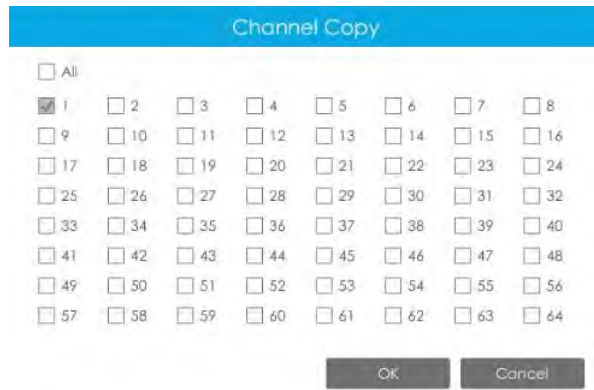 Channel Copy
All
1 2 3 4 5 6 7 8
9 10 11 12 13 14 15 16
17 18 19 20 21 22 23 24
25 26 27 28 29 30 31 32
33 34 35 36 37 38 39 40
41 42 43 44 45 46 47 48
49 50 51 52 53 54 55 56
57 58 59 60 61 62 63 64
OK Cancel